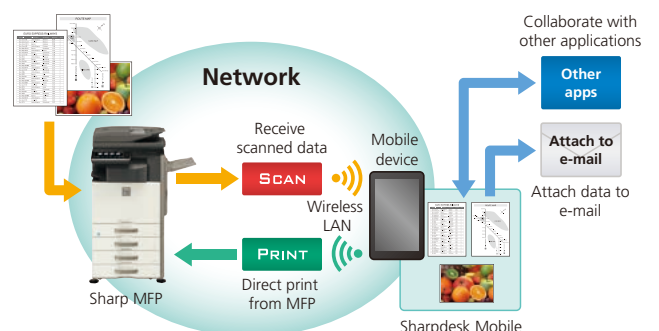 Collaborate with
other applications
Other
apps
Network
Receive
scanned data
SCAN
Mobile
device
Wireless
LAN
Attach to
e-mail
Attach data to
e-mail
PRINT
Direct print
from MFP
Sharp MFP
Sharpdesk Mobile